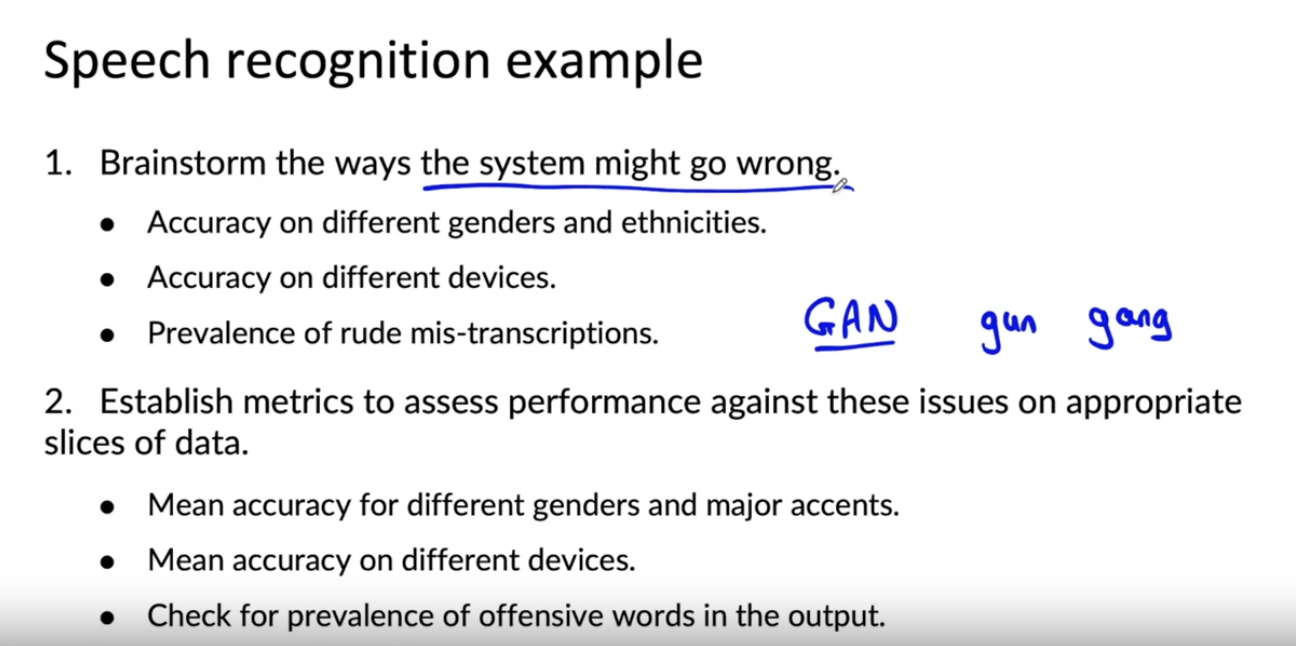 Speech recognition example
1. Brainstorm the ways the system might go wrong.
● Accuracy on different genders and ethnicities.
● Accuracy on different devices.
● Prevalence of rude mis-transcriptions.
GAN gun gang
2. Establish metrics to assess performance against these issues on appropriate
slices of data.
● Mean accuracy for different genders and major accents.
● Mean accuracy on different devices.
● Check for prevalence of offensive words in the output.